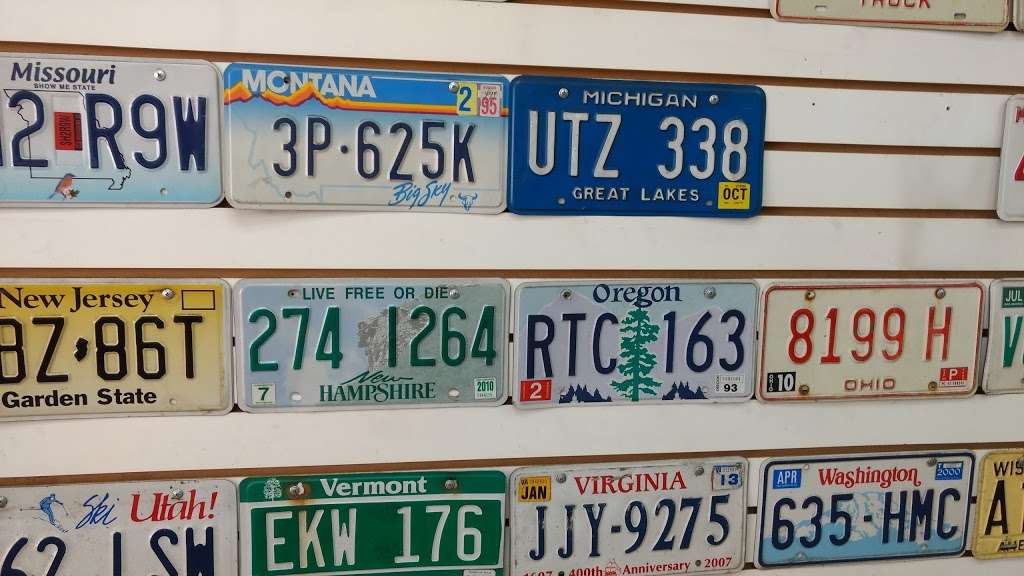 TRUCK
Missouri
SHOW ME STATE
2 R9W
MONTANA
2 95
3P·625K
Big Sky
MICHIGAN
UTZ 338
GREAT LAKES
OCT
New Jersey
BZ 86T
Garden State
LIVE FREE OR DIE
274 1264
7 New 2010
HAMPSHIRE
Oregon
RTC 163
2 93
8199 H
10 OHIO P
JUL
V
Ski Utah!
62 LSW
Vermont
EKW 176
VIRGINIA
JAN 13
JJY-9275
1607 400th Anniversary 2007
APR Washington 2000
635·HMC
WIS
A